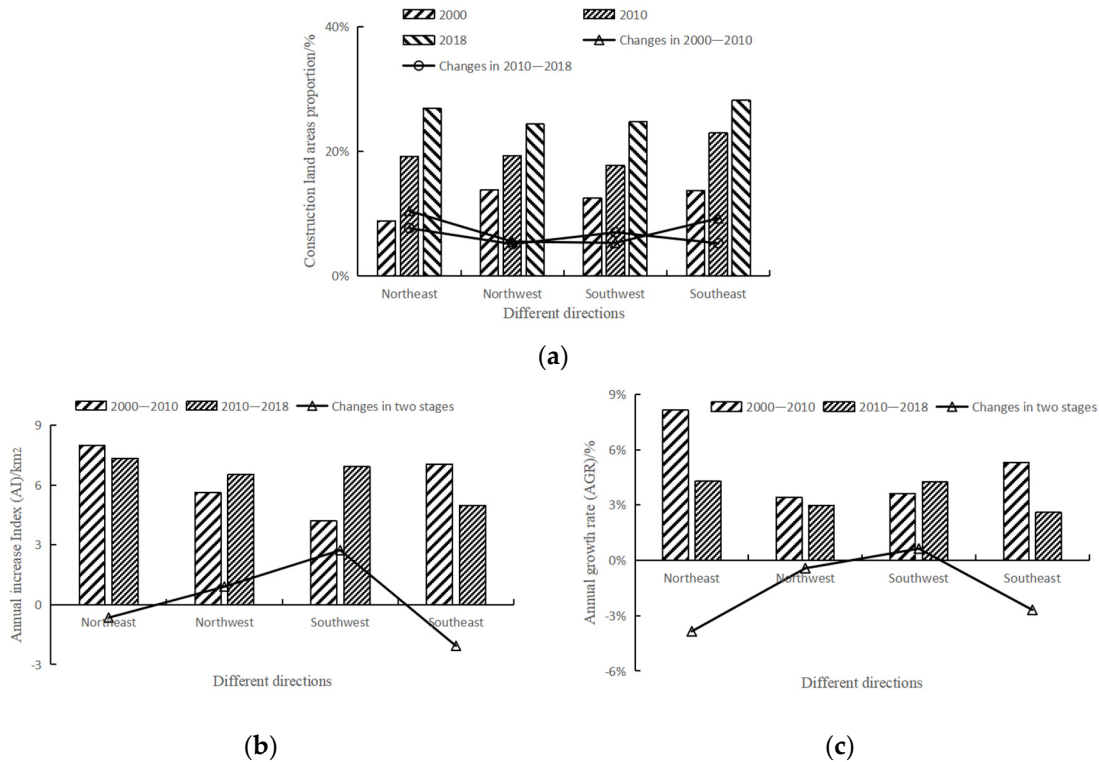 40%
20%
0%
Construction land areas proportion/%
2000
2010
2018
Changes in 2000—2010
Changes in 2010—2018
Northeast
Northwest
Southwest
Southeast
Different directions
(a)
2000—2010
2010—2018
Changes in two stages
9
6
3
0
-3
Annual increase Index (AI)/km2
Northeast
Northwest
Southwest
Southeast
Different directions
(b)
9%
6%
3%
0%
-3%
-6%
Annual growth rate (AGR)/%
2000—2010
2010—2018
Changes in two stages
Northeast
Northwest
Southwest
Southeast
Different directions
(c)